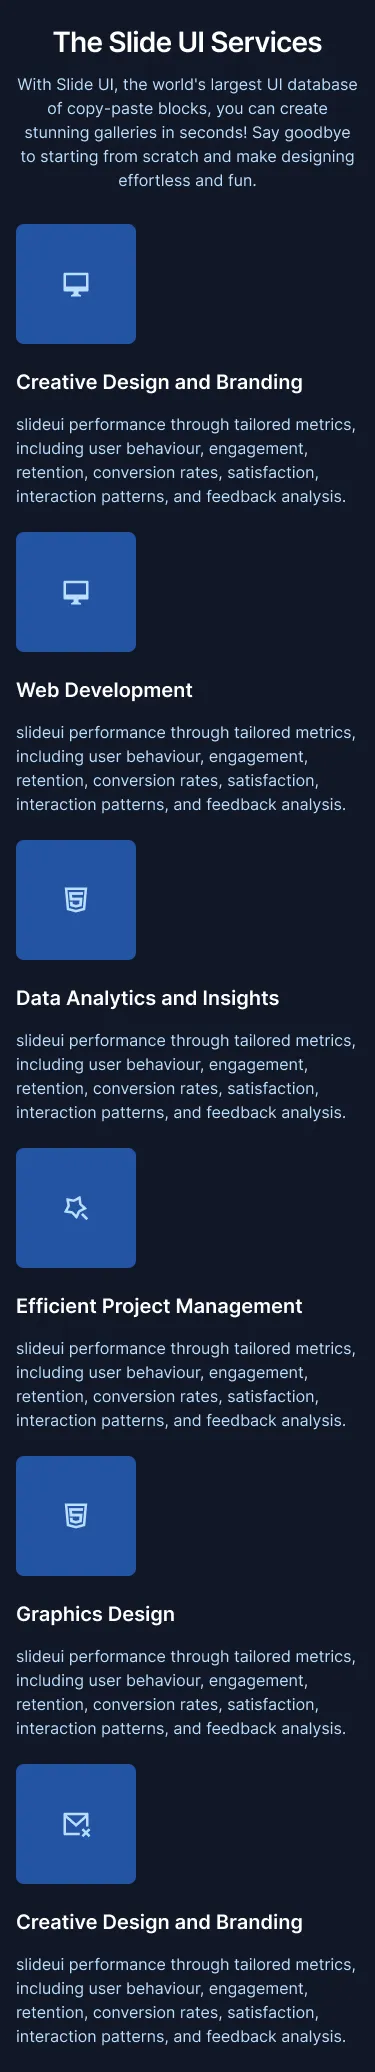 The Slide UI Services
With Slide UI, the world's largest UI database
of copy-paste blocks, you can create
stunning galleries in seconds! Say goodbye
to starting from scratch and make designing
effortless and fun.
Creative Design and Branding
slideui performance through tailored metrics,
including user behaviour, engagement,
retention, conversion rates, satisfaction,
interaction patterns, and feedback analysis.
Web Development
slideui performance through tailored metrics,
including user behaviour, engagement,
retention, conversion rates, satisfaction,
interaction patterns, and feedback analysis.
Data Analytics and Insights
slideui performance through tailored metrics,
including user behaviour, engagement,
retention, conversion rates, satisfaction,
interaction patterns, and feedback analysis.
Efficient Project Management
slideui performance through tailored metrics,
including user behaviour, engagement,
retention, conversion rates, satisfaction,
interaction patterns, and feedback analysis.
Graphics Design
slideui performance through tailored metrics,
including user behaviour, engagement,
retention, conversion rates, satisfaction,
interaction patterns, and feedback analysis.
Creative Design and Branding
slideui performance through tailored metrics,
including user behaviour, engagement,
retention, conversion rates, satisfaction,
interaction patterns, and feedback analysis.